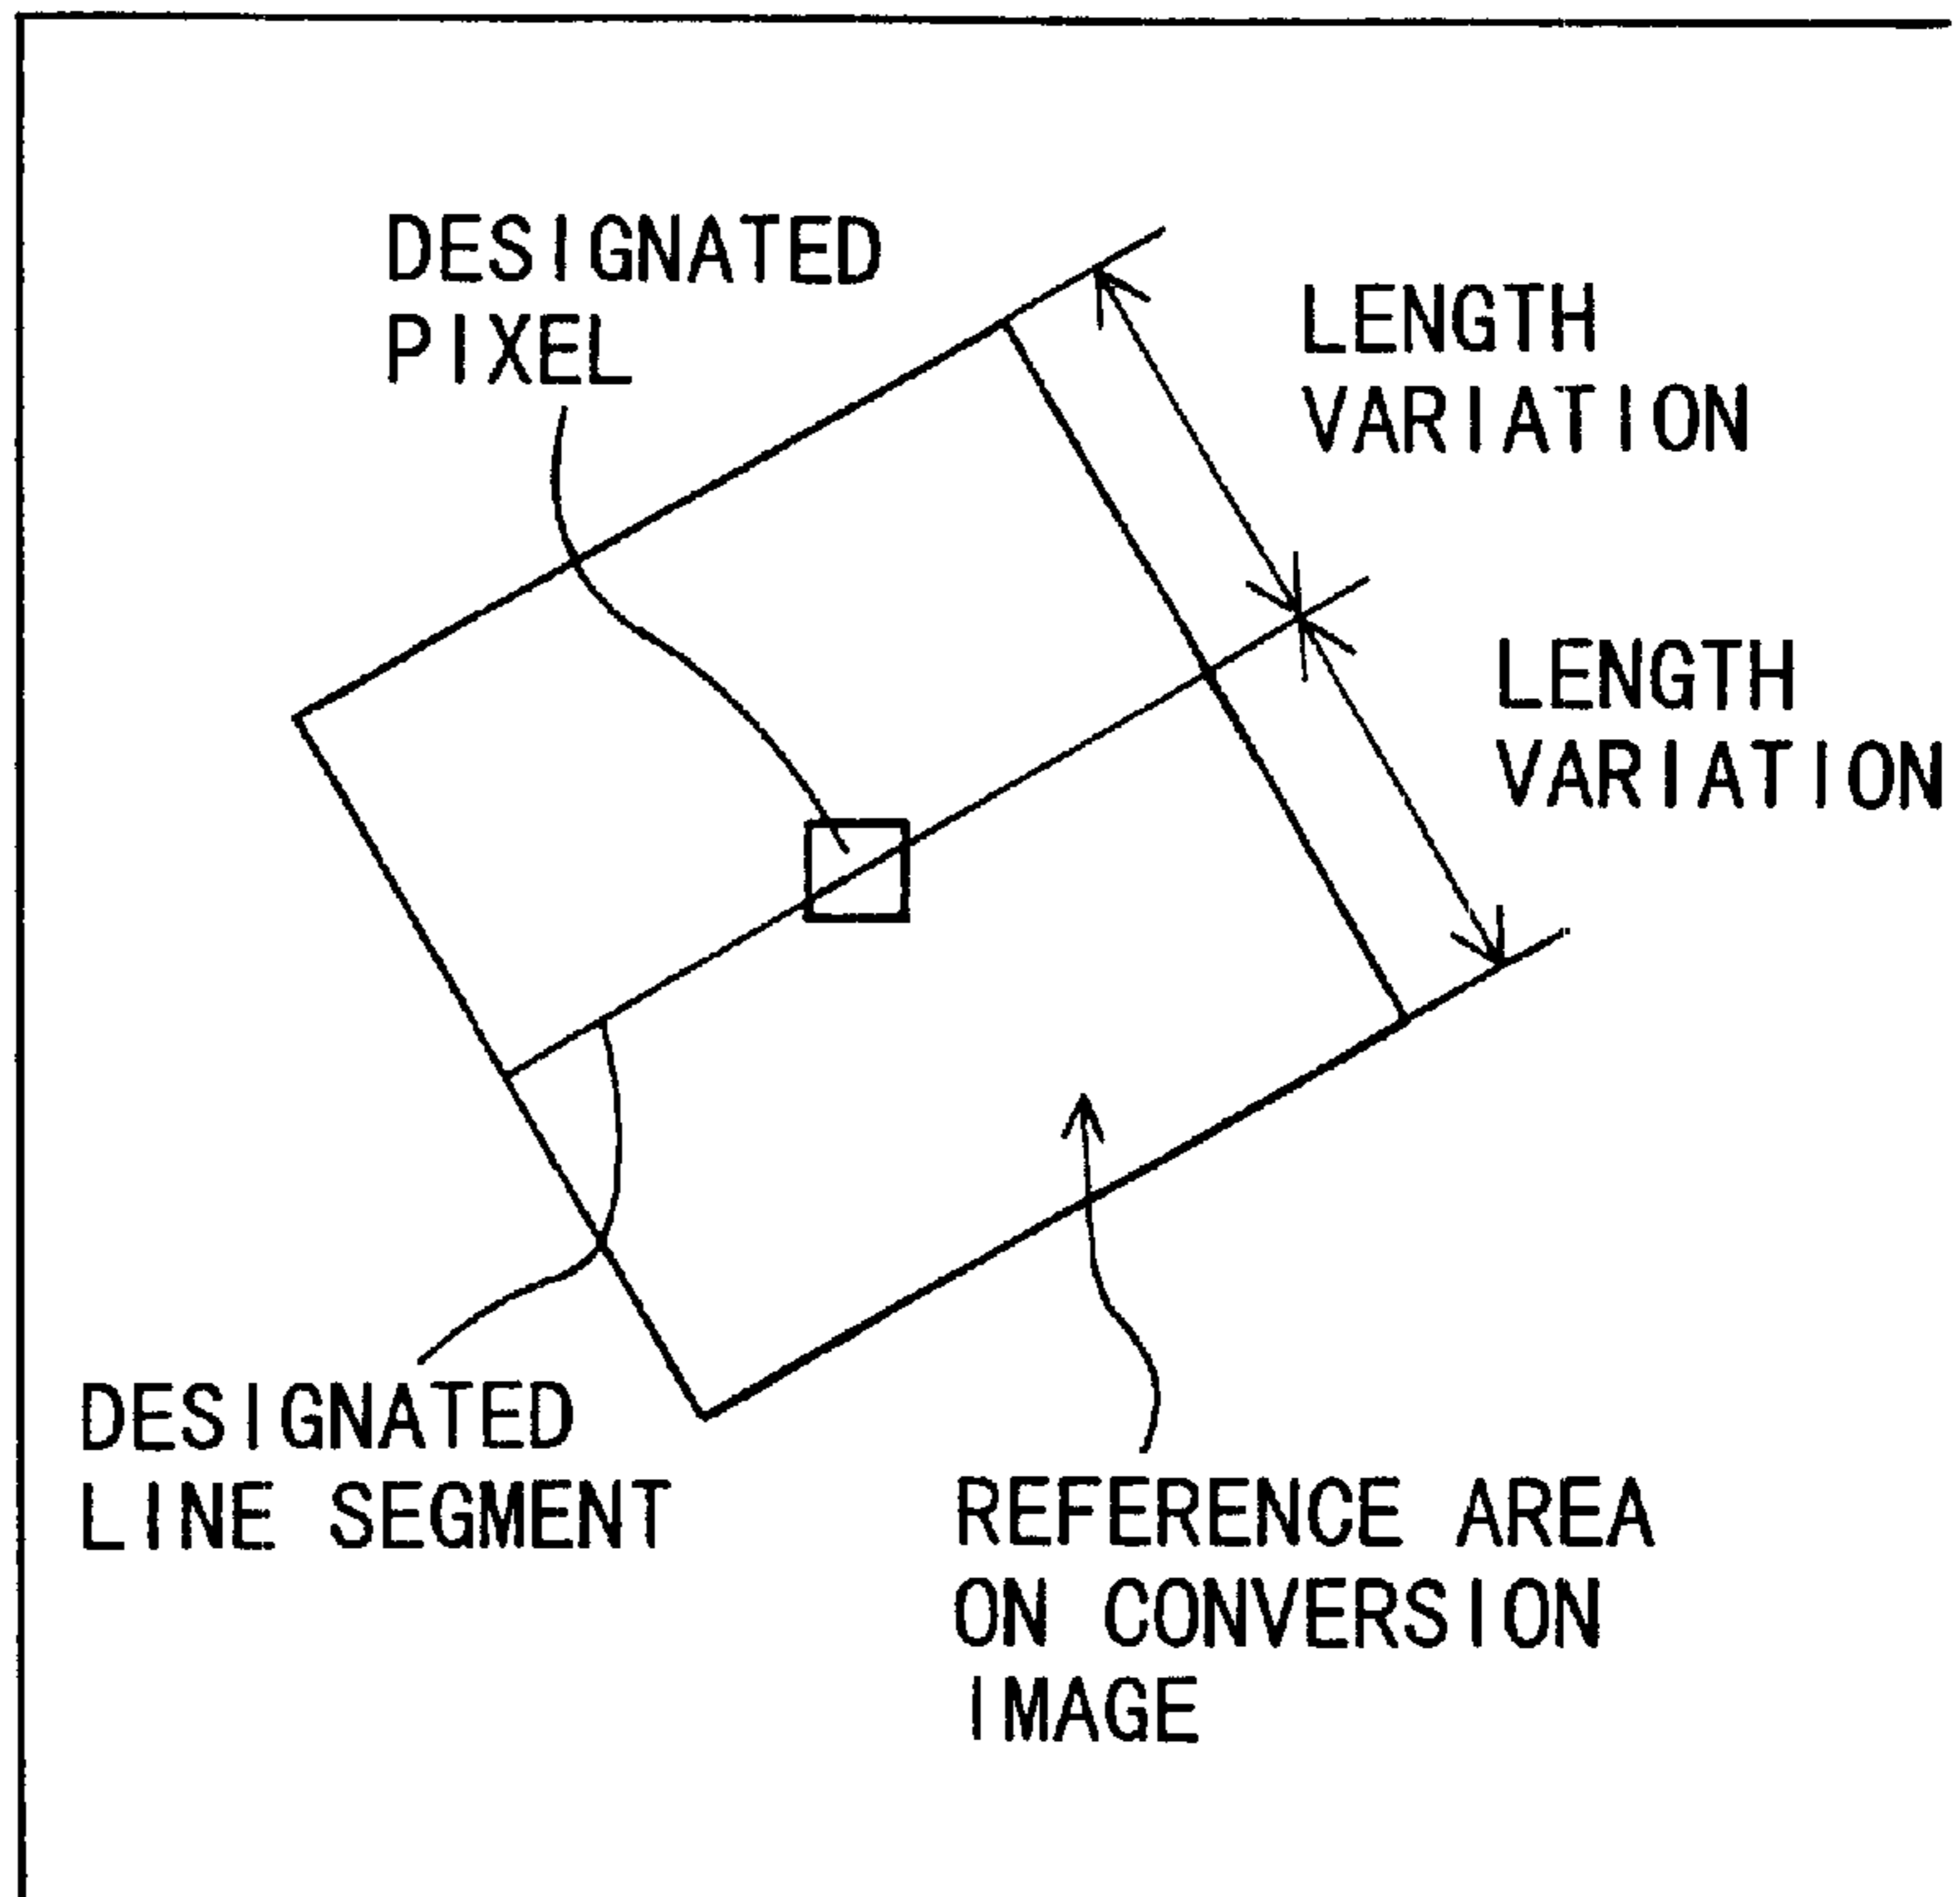 DESIGNATED
PIXEL
LENGTH
VARIATION
LENGTH
VARIATION
DESIGNATED
LINE SEGMENT
REFERENCE AREA
ON CONVERSION
IMAGE